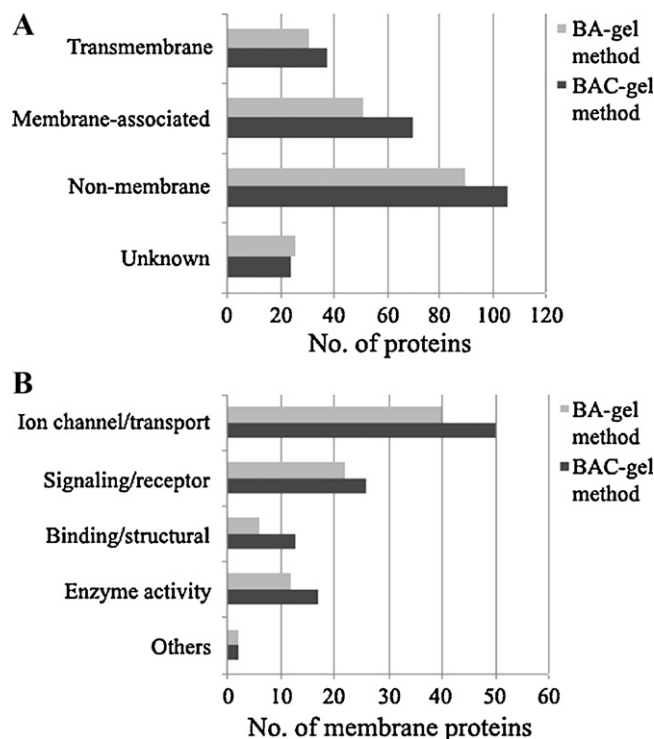 A
Transmembrane
Membrane-associated
Non-membrane
Unknown
0 20 40 60 80 100 120
No. of proteins
BA-gel
method
BAC-gel
method
B
Ion channel/transport
Signaling/receptor
Binding/structural
Enzyme activity
Others
0 10 20 30 40 50 60
No. of membrane proteins
BA-gel
method
BAC-gel
method